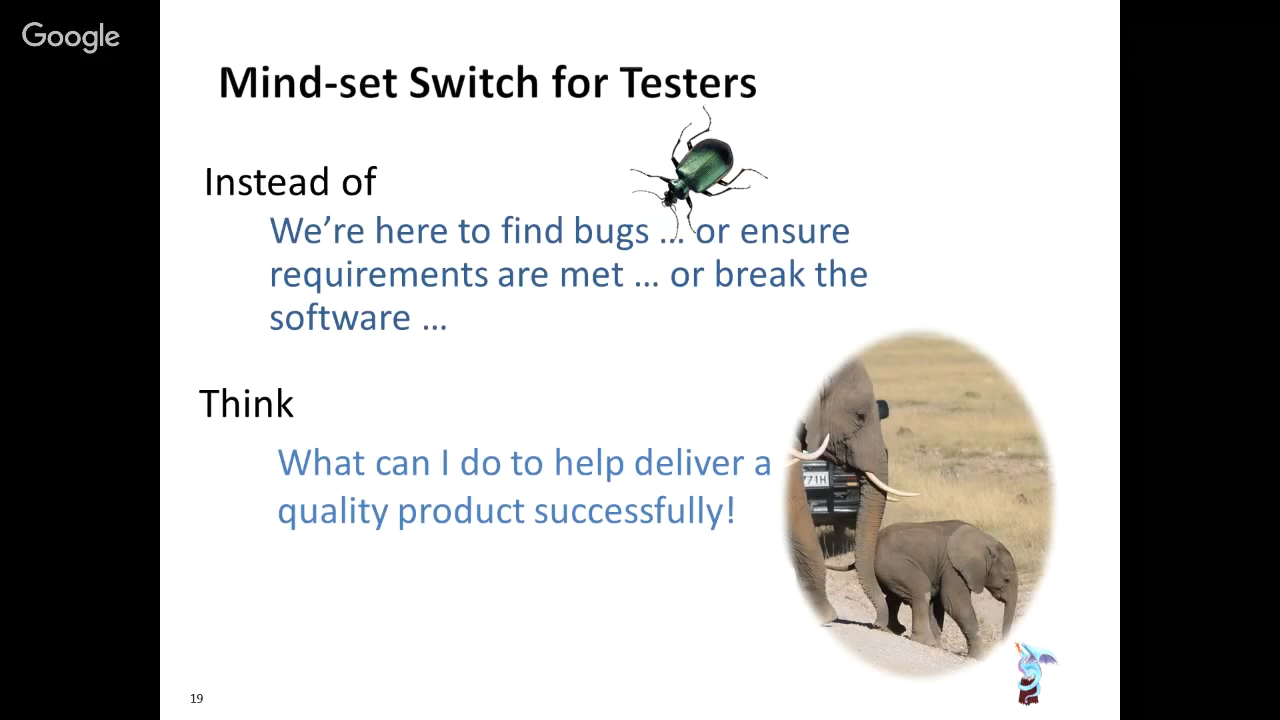 Google
Mind-set Switch for Testers
Instead of
We're here to find bugs ... or ensure
requirements are met ... or break the
software ...
Think
What can I do to help deliver a
quality product successfully!
771H
19